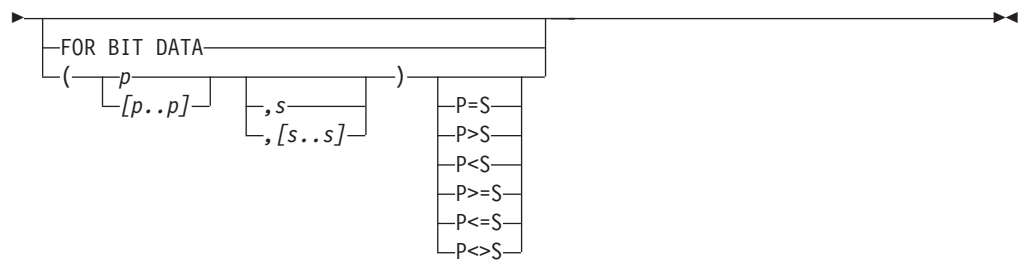 FOR BIT DATA
( p )
[p..p] ,s P=S
,[s..s] P>S
P<S
P>=S
P<=S
P<>S